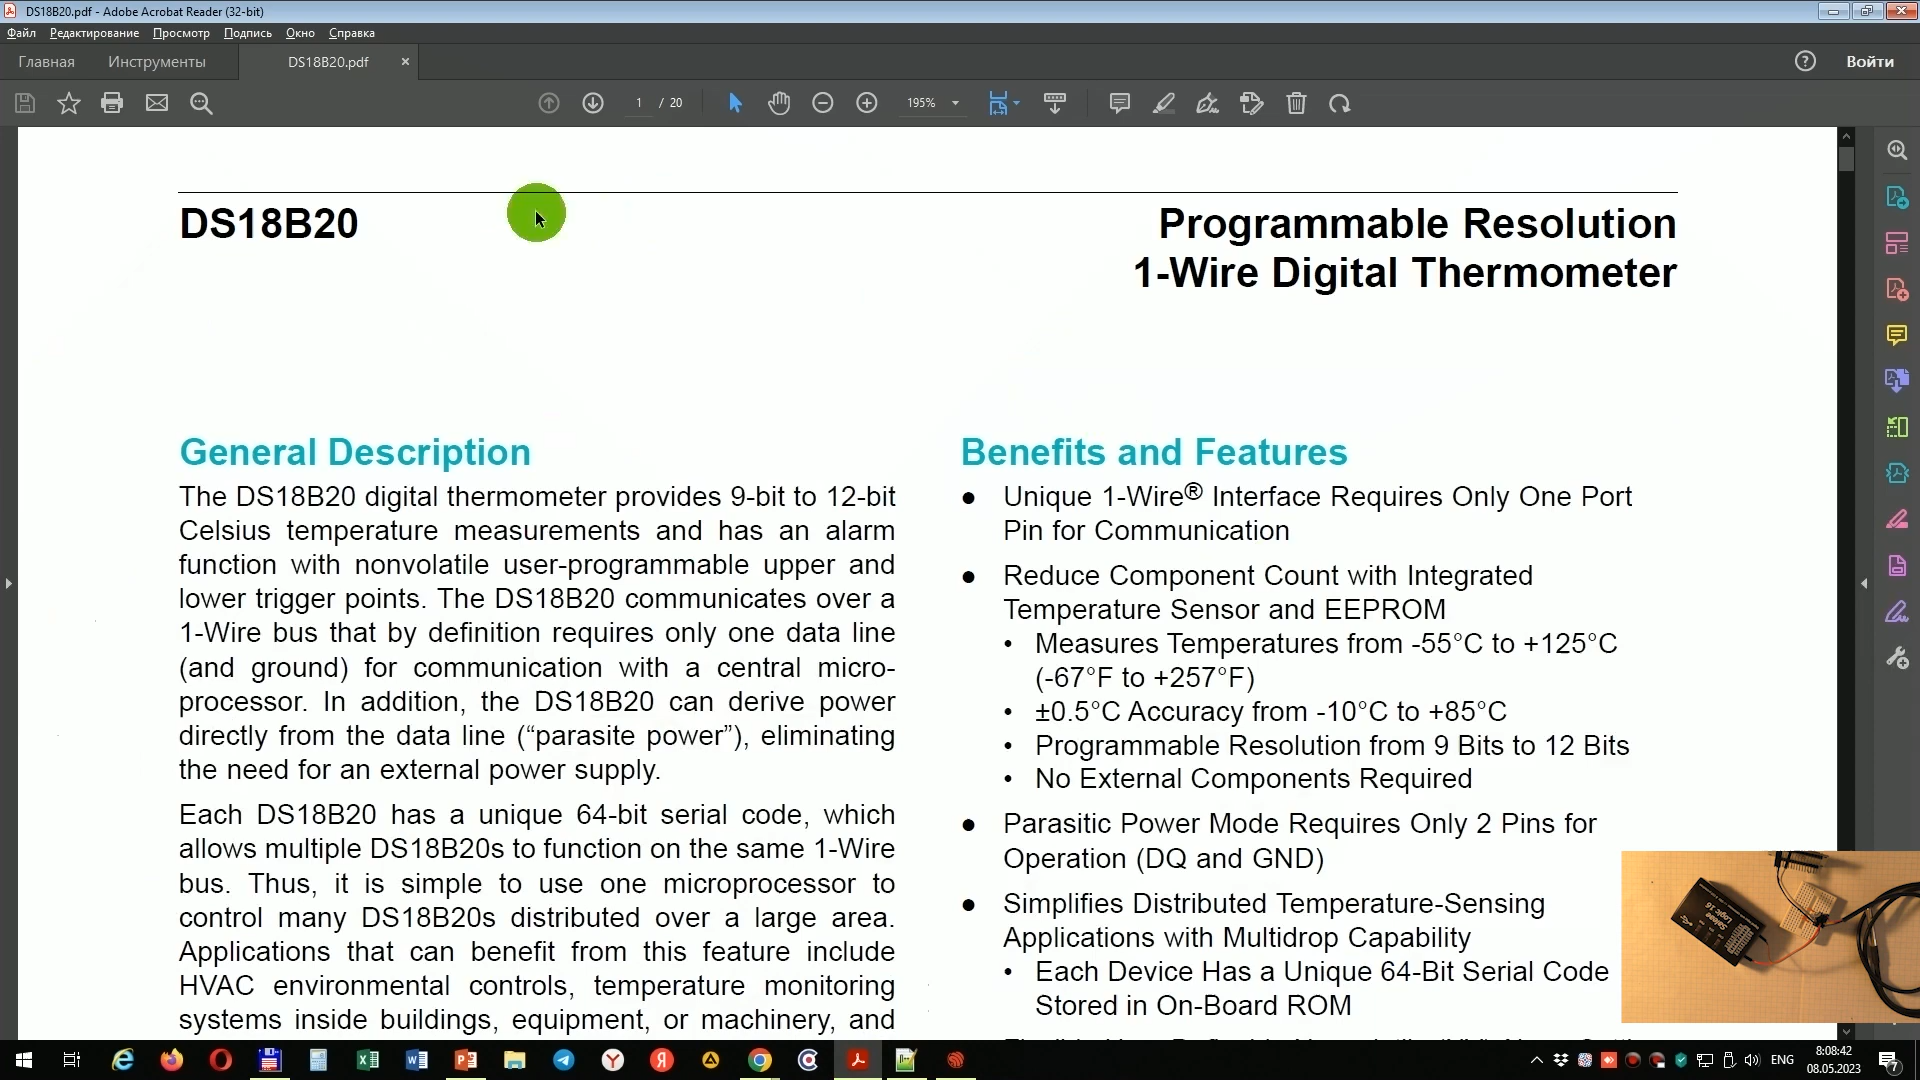 DS18B20.pdf - Adobe Acrobat Reader (32-bit)
Файл Редактирование Просмотр Подпись Окно Справка
Главная Инструменты DS18B20.pdf × Войти
1 / 20 195%
DS18B20
Programmable Resolution
1-Wire Digital Thermometer
General Description
The DS18B20 digital thermometer provides 9-bit to 12-bit
Celsius temperature measurements and has an alarm
function with nonvolatile user-programmable upper and
lower trigger points. The DS18B20 communicates over a
1-Wire bus that by definition requires only one data line
(and ground) for communication with a central micro-
processor. In addition, the DS18B20 can derive power
directly from the data line (“parasite power”), eliminating
the need for an external power supply.
Each DS18B20 has a unique 64-bit serial code, which
allows multiple DS18B20s to function on the same 1-Wire
bus. Thus, it is simple to use one microprocessor to
control many DS18B20s distributed over a large area.
Applications that can benefit from this feature include
HVAC environmental controls, temperature monitoring
systems inside buildings, equipment, or machinery, and
Benefits and Features
● Unique 1-Wire® Interface Requires Only One Port
Pin for Communication
● Reduce Component Count with Integrated
Temperature Sensor and EEPROM
• Measures Temperatures from -55°C to +125°C
(-67°F to +257°F)
• ±0.5°C Accuracy from -10°C to +85°C
• Programmable Resolution from 9 Bits to 12 Bits
• No External Components Required
● Parasitic Power Mode Requires Only 2 Pins for
Operation (DQ and GND)
● Simplifies Distributed Temperature-Sensing
Applications with Multidrop Capability
• Each Device Has a Unique 64-Bit Serial Code
Stored in On-Board ROM
Saleae
Logic 16
ENG
8:08:42
08.05.2023
7